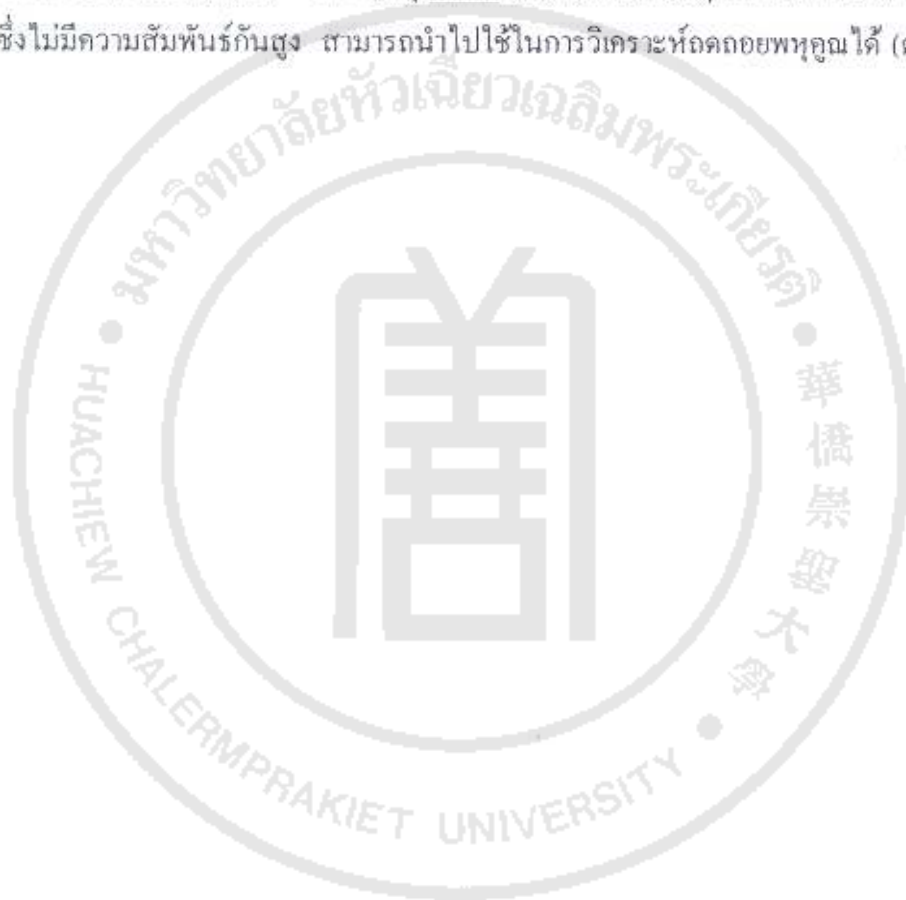 ซึ่งไม่มีความสัมพันธ์กันสูง สามารถนำไปใช้ในการวิเคราะห์ถดถอยพหุคูณได้
มหาวิทยาลัยหัวเฉียวเฉลิมพระเกียรติ
華僑崇聖大學
HUACHIEW CHALERMPRAKIET UNIVERSITY